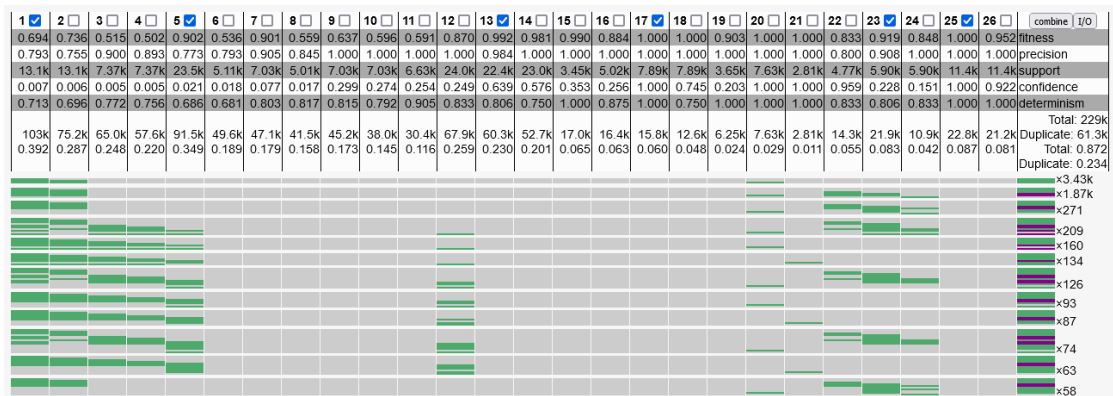 1 2 3 4 5 6 7 8 9 10 11 12 13 14 15 16 17 18 19 20 21 22 23 24 25 26 combine I/O
0.694 0.736 0.515 0.502 0.902 0.536 0.901 0.559 0.637 0.596 0.591 0.870 0.992 0.981 0.990 0.884 1.000 1.000 0.903 1.000 1.000 0.833 0.919 0.848 1.000 0.952 fitness
0.793 0.755 0.900 0.893 0.773 0.793 0.905 0.845 1.000 1.000 1.000 1.000 0.984 1.000 1.000 1.000 1.000 1.000 1.000 1.000 1.000 0.800 0.908 1.000 1.000 1.000 precision
13.1k 13.1k 7.37k 7.37k 23.5k 5.11k 7.03k 5.01k 7.03k 7.03k 6.63k 24.0k 22.4k 23.0k 3.45k 5.02k 7.89k 7.89k 3.65k 7.63k 2.81k 4.77k 5.90k 5.90k 11.4k 11.4k support
0.007 0.006 0.005 0.005 0.021 0.018 0.077 0.017 0.299 0.274 0.254 0.249 0.639 0.576 0.353 0.256 1.000 0.745 0.203 1.000 1.000 0.959 0.228 0.151 1.000 0.922 confidence
0.713 0.696 0.772 0.756 0.686 0.681 0.803 0.817 0.815 0.792 0.905 0.833 0.806 0.750 1.000 0.875 1.000 0.750 1.000 1.000 1.000 0.833 0.806 0.833 1.000 1.000 determinism
Total: 229k
103k 75.2k 65.0k 57.6k 91.5k 49.6k 47.1k 41.5k 45.2k 38.0k 30.4k 67.9k 60.3k 52.7k 17.0k 16.4k 15.8k 12.6k 6.25k 7.63k 2.81k 14.3k 21.9k 10.9k 22.8k 21.2k Duplicate: 61.3k
0.392 0.287 0.248 0.220 0.349 0.189 0.179 0.158 0.173 0.145 0.116 0.259 0.230 0.201 0.065 0.063 0.060 0.048 0.024 0.029 0.011 0.055 0.083 0.042 0.087 0.081 Total: 0.872
Duplicate: 0.234
×3.43k
×1.87k
×271
×209
×160
×134
×126
×93
×87
×74
×63
×58